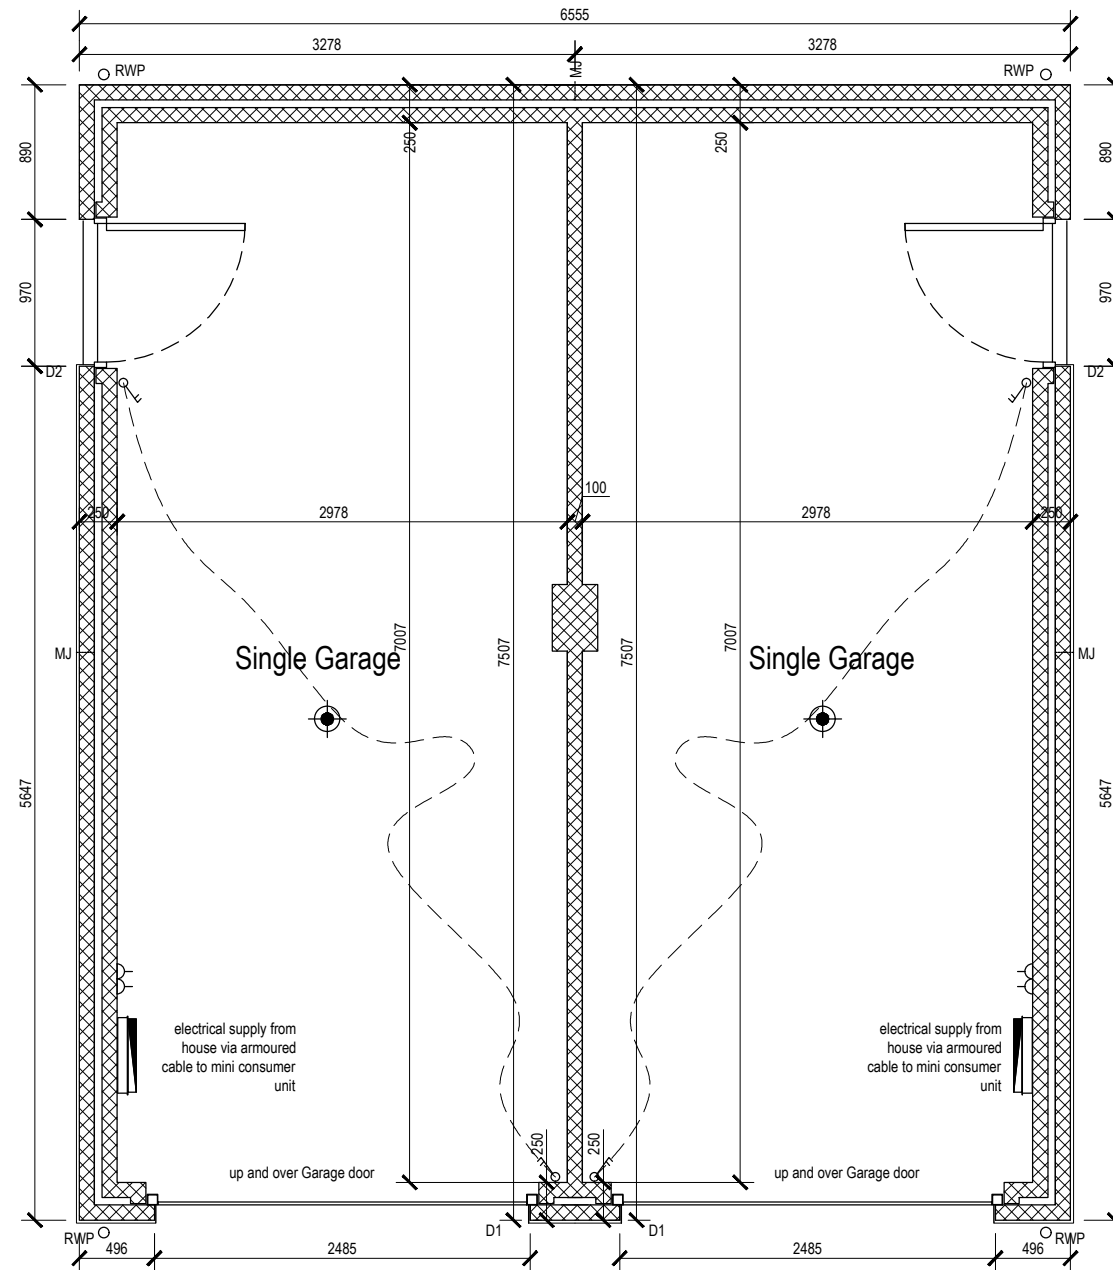 6555
3278 3278
MJ
RWP RWP
890 250 250 890
970 970
D2 D2
100
250 2978 2978 250
7007 7507 7507 7007
MJ Single Garage Single Garage MJ
5647 5647
electrical supply from
house via armoured
cable to mini consumer
unit
electrical supply from
house via armoured
cable to mini consumer
unit
250 250
up and over Garage door up and over Garage door
RWP D1 D1 RWP
496 2485 2485 496